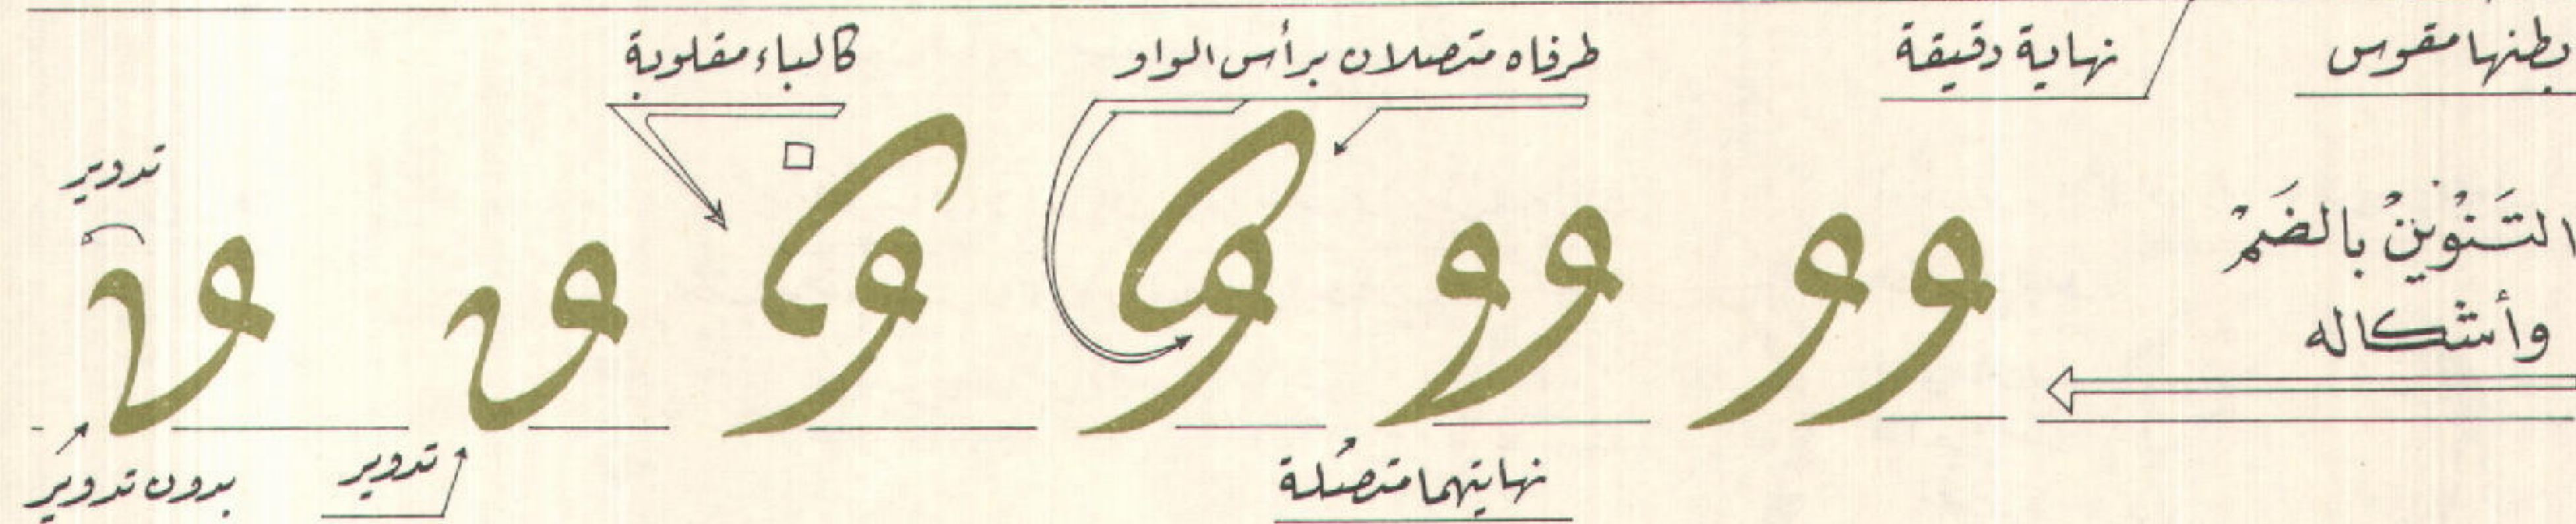 بطنها مقوس
نهاية دقيقة
طرفاه متصلان برأس الواو
كالباء مقلوبة
التَنْوينُ بالضَمْ
وأشكاله
تدوير
نهايتهما متصلة
تدوير
بدون تدوير